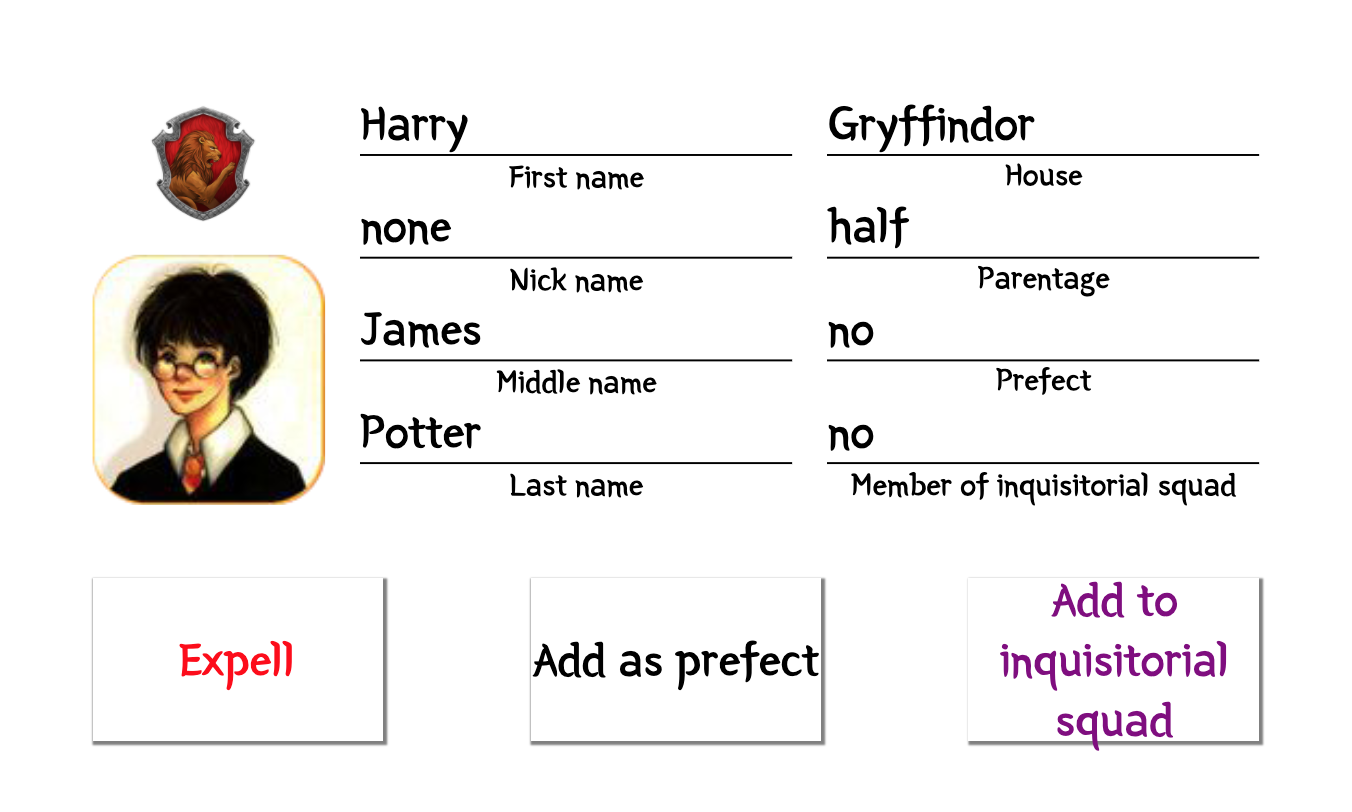 Harry
First name
none
Nick name
James
Middle name
Potter
Last name
Gryffindor
House
half
Parentage
no
Prefect
no
Member of inquisitorial squad
Expell
Add as prefect
Add to
inquisitorial
squad